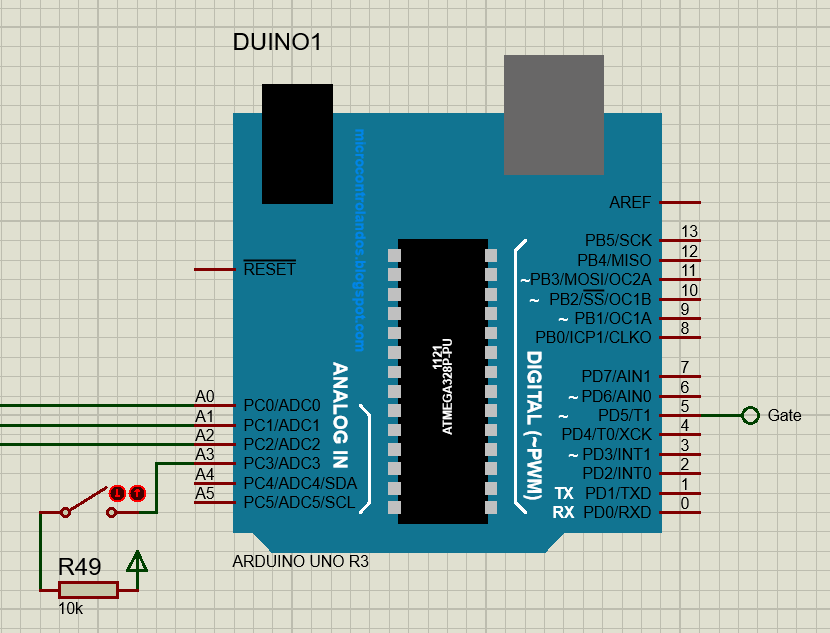 DUINO1
microcontrolandos.blogspot.com
AREF
PB5/SCK 13
PB4/MISO 12
~PB3/MOSI/OC2A 11
~ PB2/SS/OC1B 10
~ PB1/OC1A 9
PB0/ICP1/CLKO 8
RESET
1121
ATMEGA328P-PU
ANALOG IN
DIGITAL (~PWM)
PD7/AIN1 7
~ PD6/AIN0 6
~ PD5/T1 5
Gate
PD4/T0/XCK 4
~ PD3/INT1 3
PD2/INT0 2
TX PD1/TXD 1
RX PD0/RXD 0
A0 PC0/ADC0
A1 PC1/ADC1
A2 PC2/ADC2
A3 PC3/ADC3
A4 PC4/ADC4/SDA
A5 PC5/ADC5/SCL
ARDUINO UNO R3
R49
10k